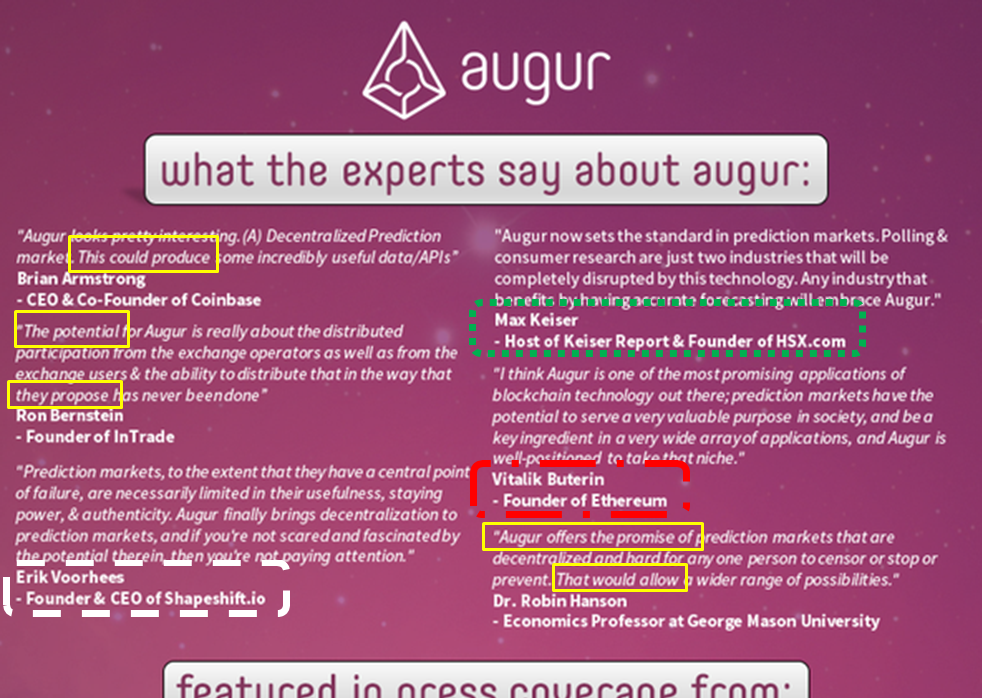 augur
what the experts say about augur:
"Augur looks pretty interesting. (A) Decentralized Prediction
market. This could produce some incredibly useful data/APIs"
Brian Armstrong
- CEO & Co-Founder of Coinbase
"The potential for Augur is really about the distributed
participation from the exchange operators as well as from the
exchange users & the ability to distribute that in the way that
they propose has never been done"
Ron Bernstein
- Founder of InTrade
"Prediction markets, to the extent that they have a central point
of failure, are necessarily limited in their usefulness, staying
power, & authenticity. Augur finally brings decentralization to
prediction markets, and if you're not scared and fascinated by
the potential therein, then you're not paying attention."
Erik Voorhees
- Founder & CEO of Shapeshift.io
"Augur now sets the standard in prediction markets. Polling &
consumer research are just two industries that will be
completely disrupted by this technology. Any industry that
benefits by having accurate forecasting will embrace Augur."
Max Keiser
- Host of Keiser Report & Founder of HSX.com
"I think Augur is one of the most promising applications of
blockchain technology out there; prediction markets have the
potential to serve a very valuable purpose in society, and be a
key ingredient in a very wide array of applications, and Augur is
well-positioned to take that niche."
Vitalik Buterin
- Founder of Ethereum
"Augur offers the promise of prediction markets that are
decentralized and hard for any one person to censor or stop or
prevent. That would allow a wider range of possibilities."
Dr. Robin Hanson
- Economics Professor at George Mason University
featured in press coverage from: